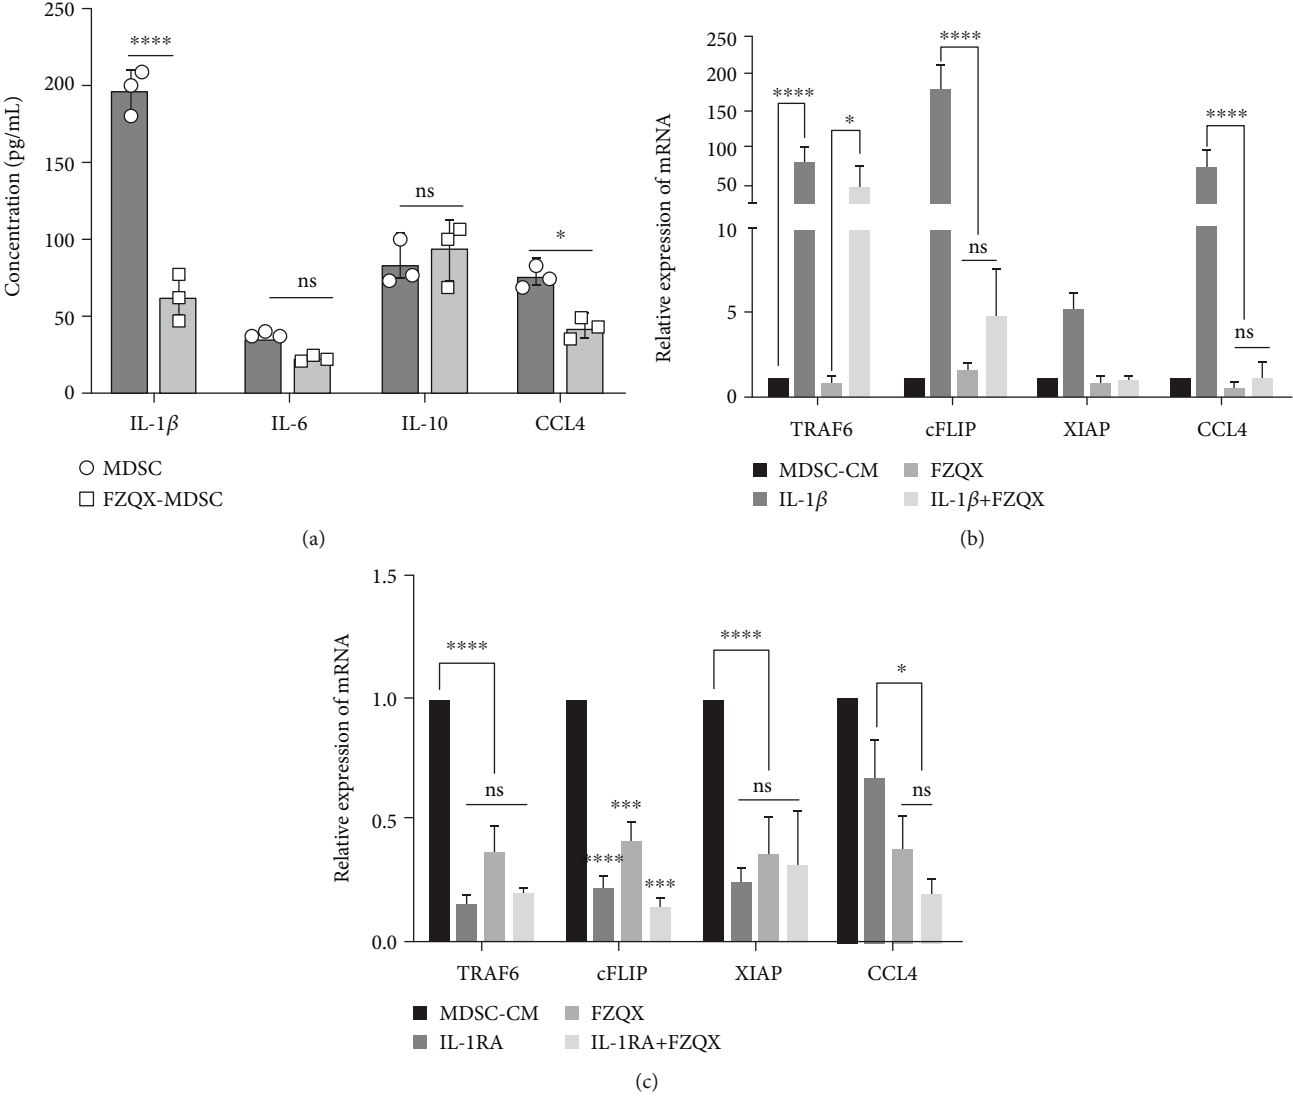 Concentration (pg/mL)
250
200
150
100
50
0
****
ns
ns
*
IL-1β
IL-6
IL-10
CCL4
MDSC
FZQX-MDSC
(a)
Relative expression of mRNA
250
200
150
100
50
10
5
0
****
*
****
ns
****
ns
TRAF6
cFLIP
XIAP
CCL4
MDSC-CM
FZQX
IL-1β
IL-1β+FZQX
(b)
Relative expression of mRNA
1.5
1.0
0.5
0.0
****
ns
****
***
***
****
ns
*
ns
TRAF6
cFLIP
XIAP
CCL4
MDSC-CM
FZQX
IL-1RA
IL-1RA+FZQX
(c)